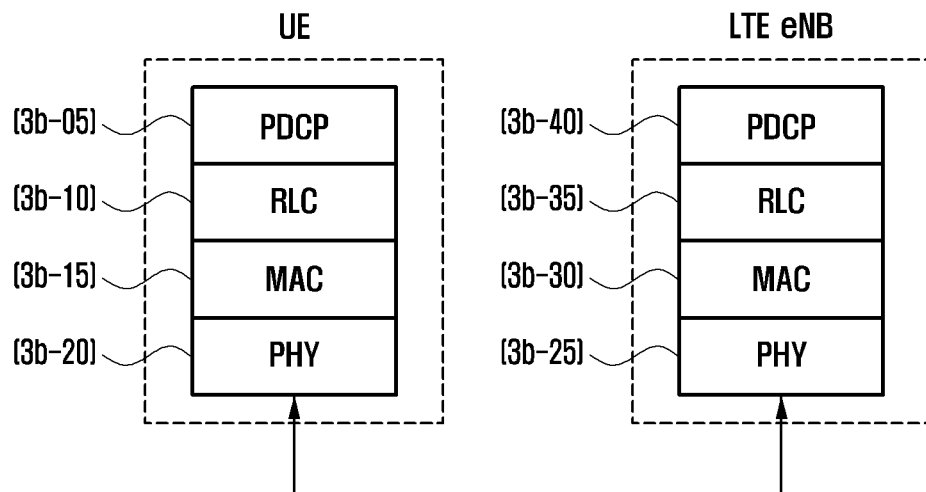 UE
LTE eNB
(3b-05)
PDCP
(3b-40)
PDCP
(3b-10)
RLC
(3b-35)
RLC
(3b-15)
MAC
(3b-30)
MAC
(3b-20)
PHY
(3b-25)
PHY